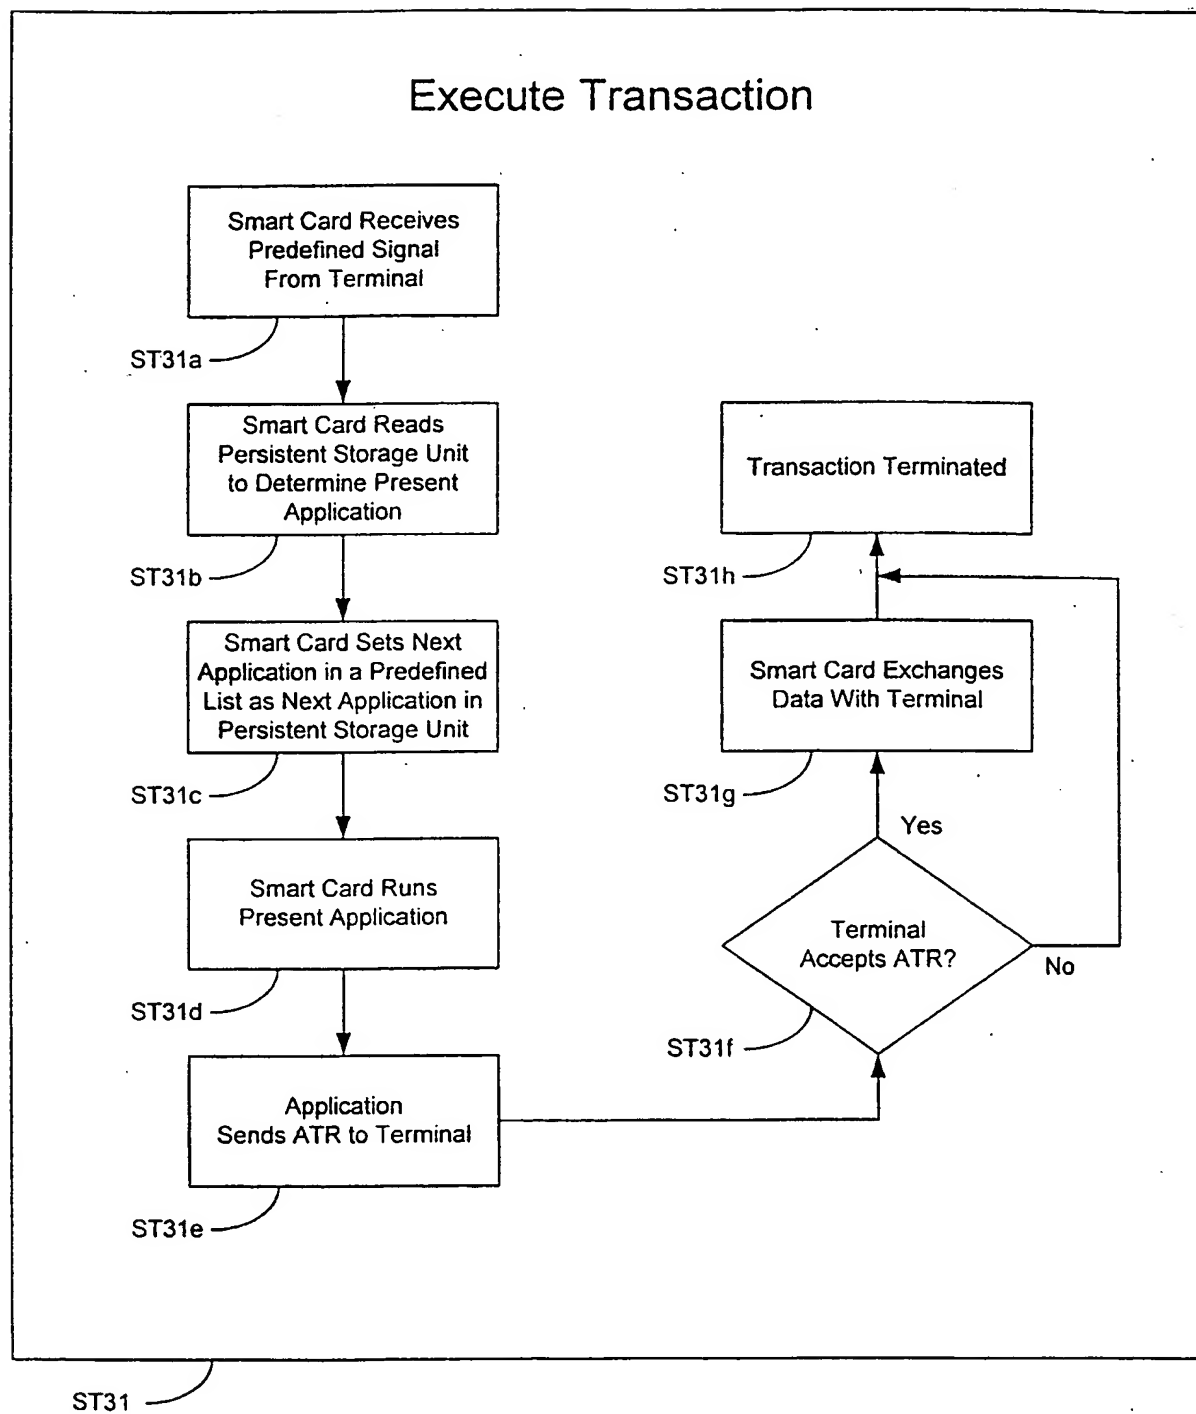 Execute Transaction
Smart Card Receives
Predefined Signal
From Terminal
ST31a
Smart Card Reads
Persistent Storage Unit
to Determine Present
Application
ST31b
Smart Card Sets Next
Application in a Predefined
List as Next Application in
Persistent Storage Unit
ST31c
Smart Card Runs
Present Application
ST31d
Application
Sends ATR to Terminal
ST31e
Transaction Terminated
ST31h
Smart Card Exchanges
Data With Terminal
ST31g
Yes
Terminal
Accepts ATR?
No
ST31f
ST31